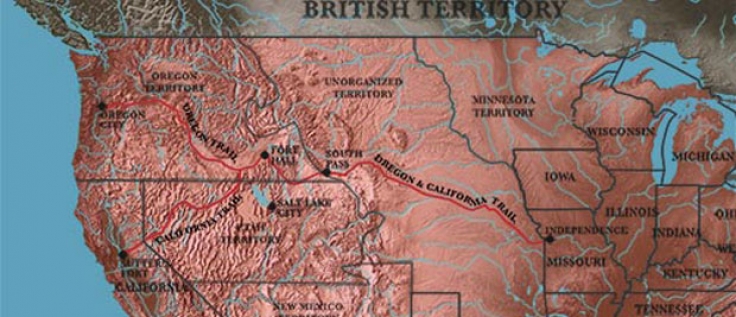 BRITISH TERRITORY
OREGON
TERRITORY
UNORGANIZED
TERRITORY
MINNESOTA
TERRITORY
WISCONSIN
MICHIGAN
OREGON
CITY
OREGON TRAIL
FORT
HALL
SOUTH
PASS
OREGON & CALIFORNIA TRAIL
IOWA
ILLINOIS
INDIANA
OH
SALT LAKE
CITY
CALIFORNIA TRAIL
UTAH
TERRITORY
INDEPENDENCE
MISSOURI
WE
KENTUCKY
SUTTER'S
FORT
CALIFORNIA
NEW MEXICO
TERRITORY
TENNESSEE